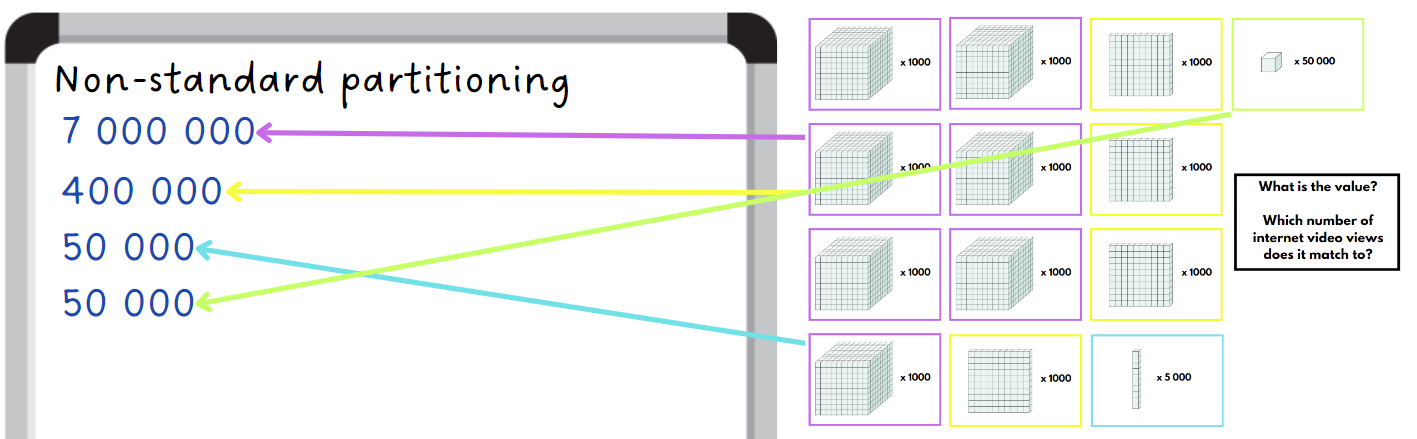 Non-standard partitioning
7 000 000
400 000
50 000
50 000
x 1000
x 1000
x 1000
x 50 000
x 1000
x 1000
x 1000
x 1000
x 1000
x 1000
x 1000
x 1000
x 5 000
What is the value?
Which number of
internet video views
does it match to?